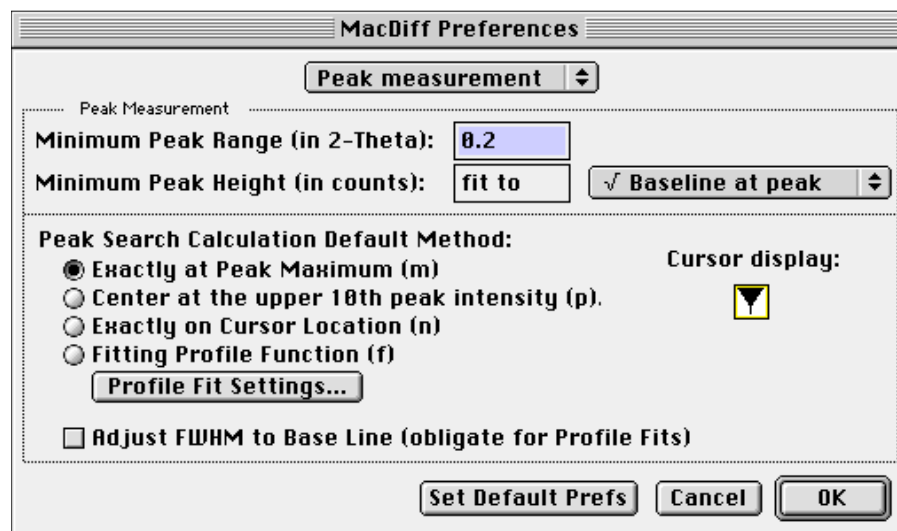 MacDiff Preferences
Peak measurement
Peak Measurement
Minimum Peak Range (in 2-Theta): 0.2
Minimum Peak Height (in counts): fit to √ Baseline at peak
Peak Search Calculation Default Method:
Exactly at Peak Maximum (m)
Cursor display:
Center at the upper 10th peak intensity (p).
Exactly on Cursor Location (n)
Fitting Profile Function (f)
Profile Fit Settings...
Adjust FWHM to Base Line (obligate for Profile Fits)
Set Default Prefs Cancel OK